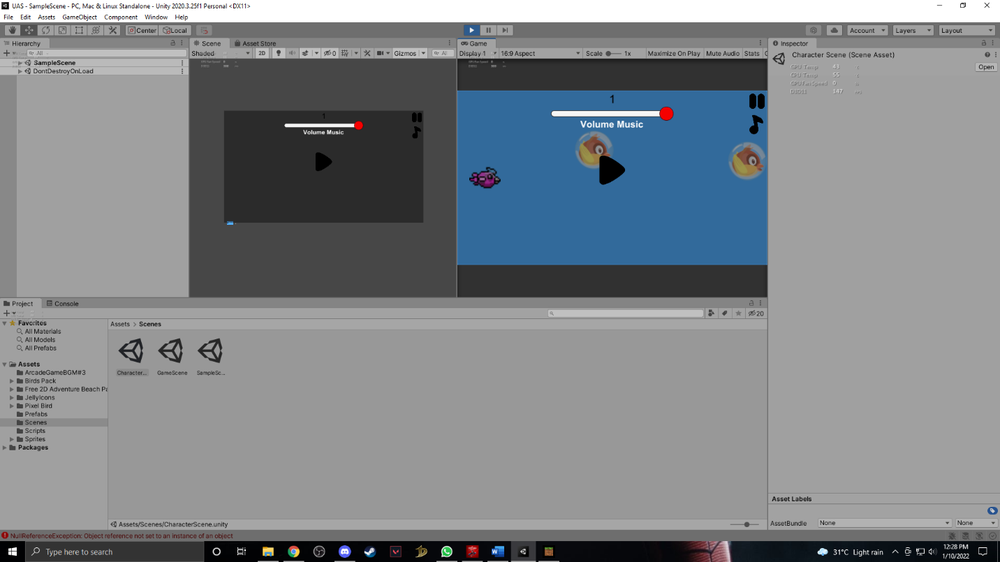 UAS - SampleScene - PC, Mac & Linux Standalone - Unity 2020.3.25f1 Personal <DX11>
File Edit Assets GameObject Component Window Help
Center Local Account Layers Layout
Hierarchy
All
SampleScene
DontDestroyOnLoad
Scene Asset Store
Shaded 2D 0 Gizmos All
1
Volume Music
Game
Display 1 16:9 Aspect Scale 1x Maximize On Play Mute Audio Stats
1
Volume Music
Inspector
Character Scene (Scene Asset)
Open
GPU Temp 43
CPU Temp 55
GPU Fan Speed 0
D3D11 147
Project Console
20
Favorites
All Materials
All Models
All Prefabs
Assets
ArcadeGameBGM#3
Birds Pack
Free 2D Adventure Beach Pa
JellyIcons
Pixel Bird
Prefabs
Scenes
Scripts
Sprites
Packages
Assets > Scenes
Character...
GameScene
SampleSc...
Assets/Scenes/CharacterScene.unity
Asset Labels
AssetBundle None None
NullReferenceException: Object reference not set to an instance of an object
Type here to search
31°C Light rain
12:28 PM
1/10/2022